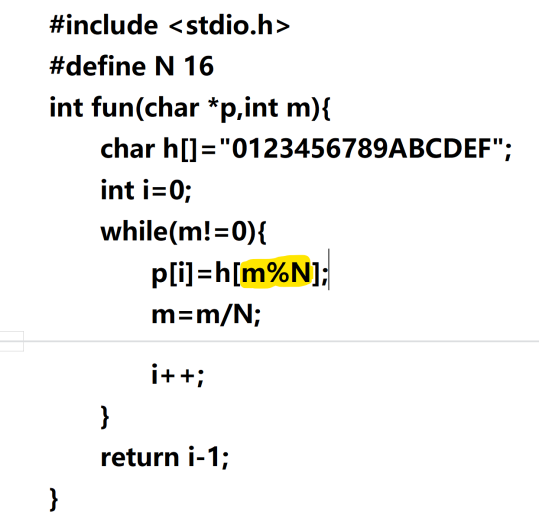 #include <stdio.h>
#define N 16
int fun(char *p,int m){
char h[]="0123456789ABCDEF";
int i=0;
while(m!=0){
p[i]=h[m%N];
m=m/N;
i++;
}
return i-1;
}